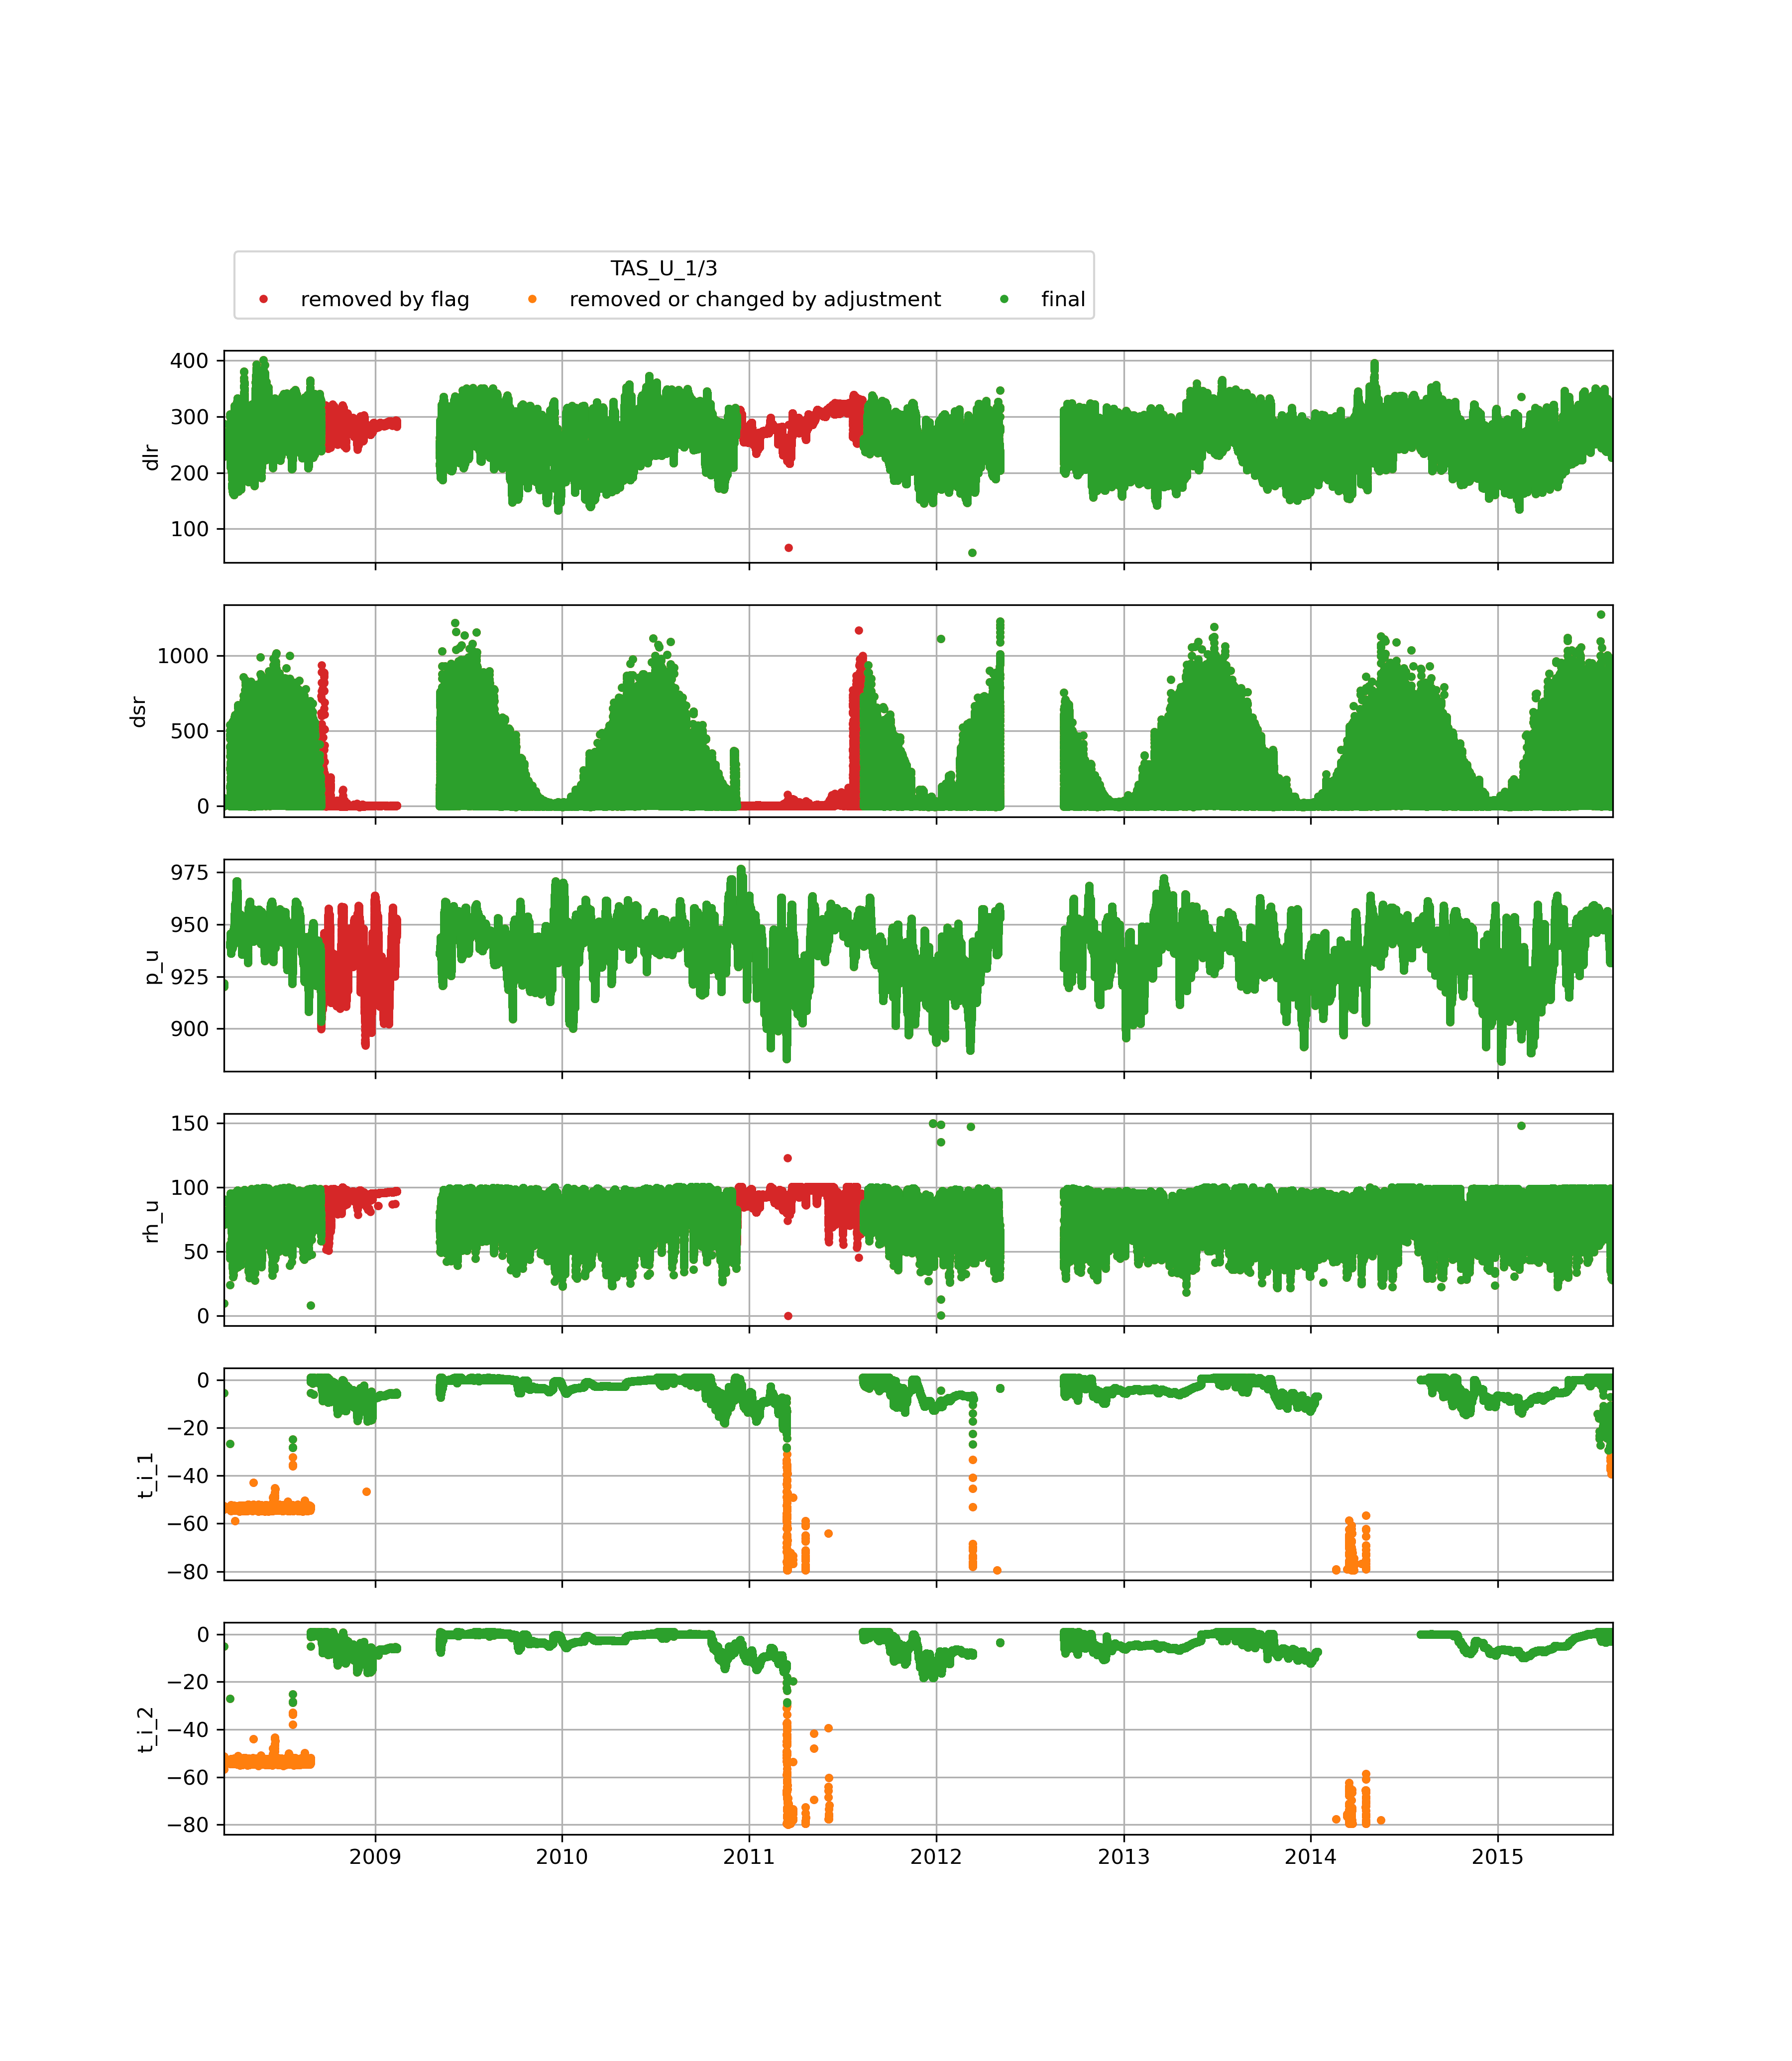 TAS_U_1/3
removed by flag removed or changed by adjustment final
400
300
200
100
dlr
1000
500
0
dsr
975
950
925
900
p_u
150
100
50
0
rh_u
0
−20
−40
−60
−80
t_i_1
0
−20
−40
−60
−80
t_i_2
2009 2010 2011 2012 2013 2014 2015